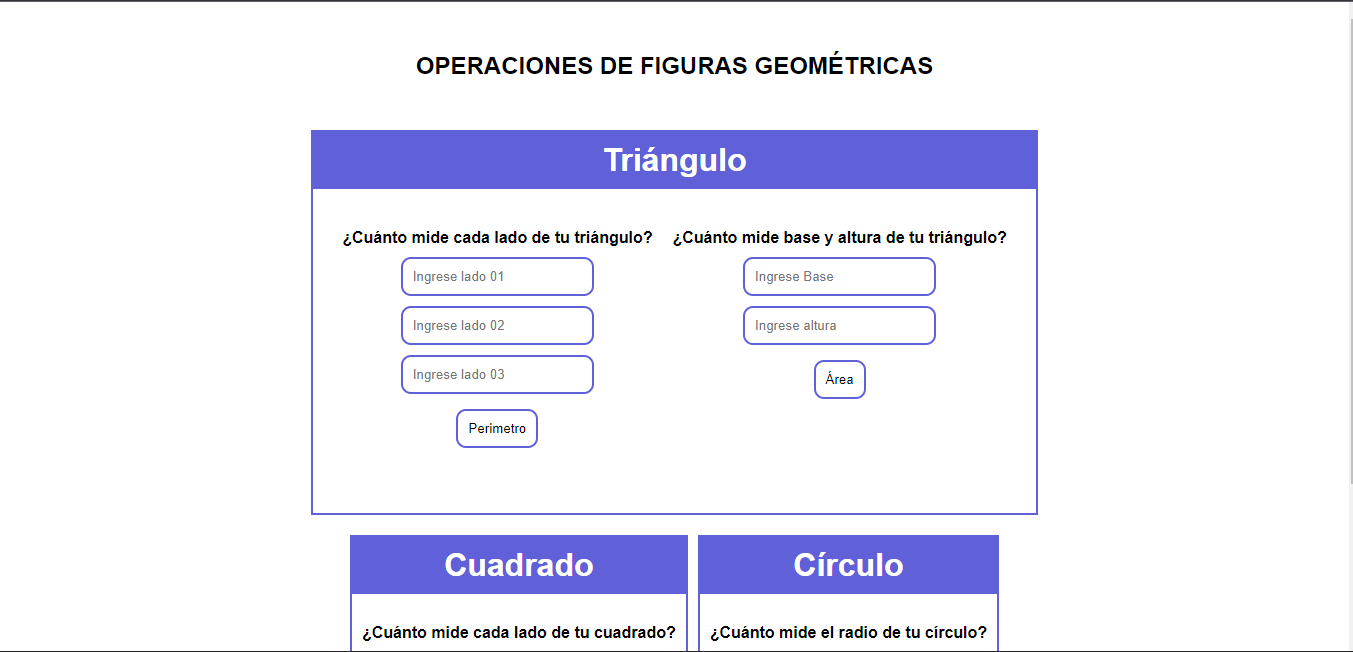 OPERACIONES DE FIGURAS GEOMÉTRICAS
Triángulo
¿Cuánto mide cada lado de tu triángulo?
Ingrese lado 01
Ingrese lado 02
Ingrese lado 03
Perimetro
¿Cuánto mide base y altura de tu triángulo?
Ingrese Base
Ingrese altura
Área
Cuadrado
¿Cuánto mide cada lado de tu cuadrado?
Círculo
¿Cuánto mide el radio de tu círculo?